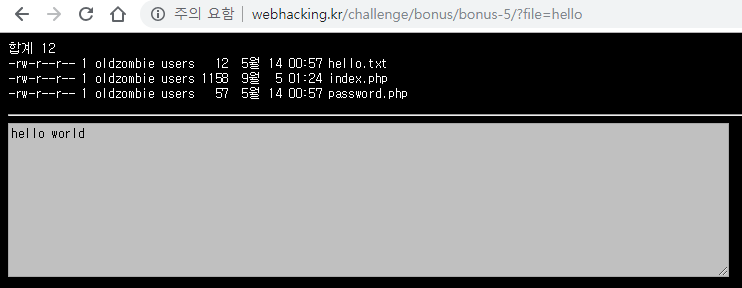 주의 요함 webhacking.kr/challenge/bonus/bonus-5/?file=hello
합계 12
-rw-r--r-- 1 oldzombie users 12 5월 14 00:57 hello.txt
-rw-r--r-- 1 oldzombie users 1158 9월 5 01:24 index.php
-rw-r--r-- 1 oldzombie users 57 5월 14 00:57 password.php
hello world